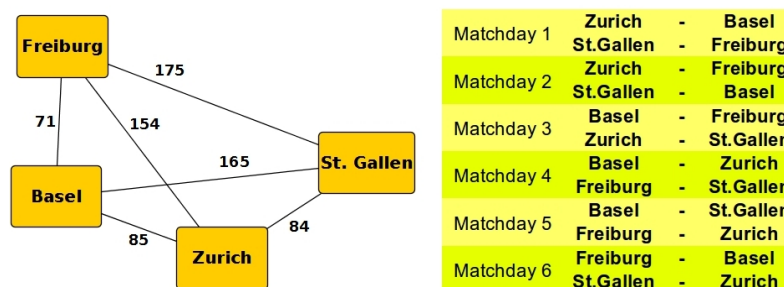 Freiburg
175
71
154
St. Gallen
165
Basel
85
84
Zurich
Matchday 1
Zurich - Basel
St.Gallen - Freiburg
Matchday 2
Zurich - Freiburg
St.Gallen - Basel
Matchday 3
Basel - Freiburg
Zurich - St.Gallen
Matchday 4
Basel - Zurich
Freiburg - St.Gallen
Matchday 5
Basel - St.Gallen
Freiburg - Zurich
Matchday 6
Freiburg - Basel
St.Gallen - Zurich